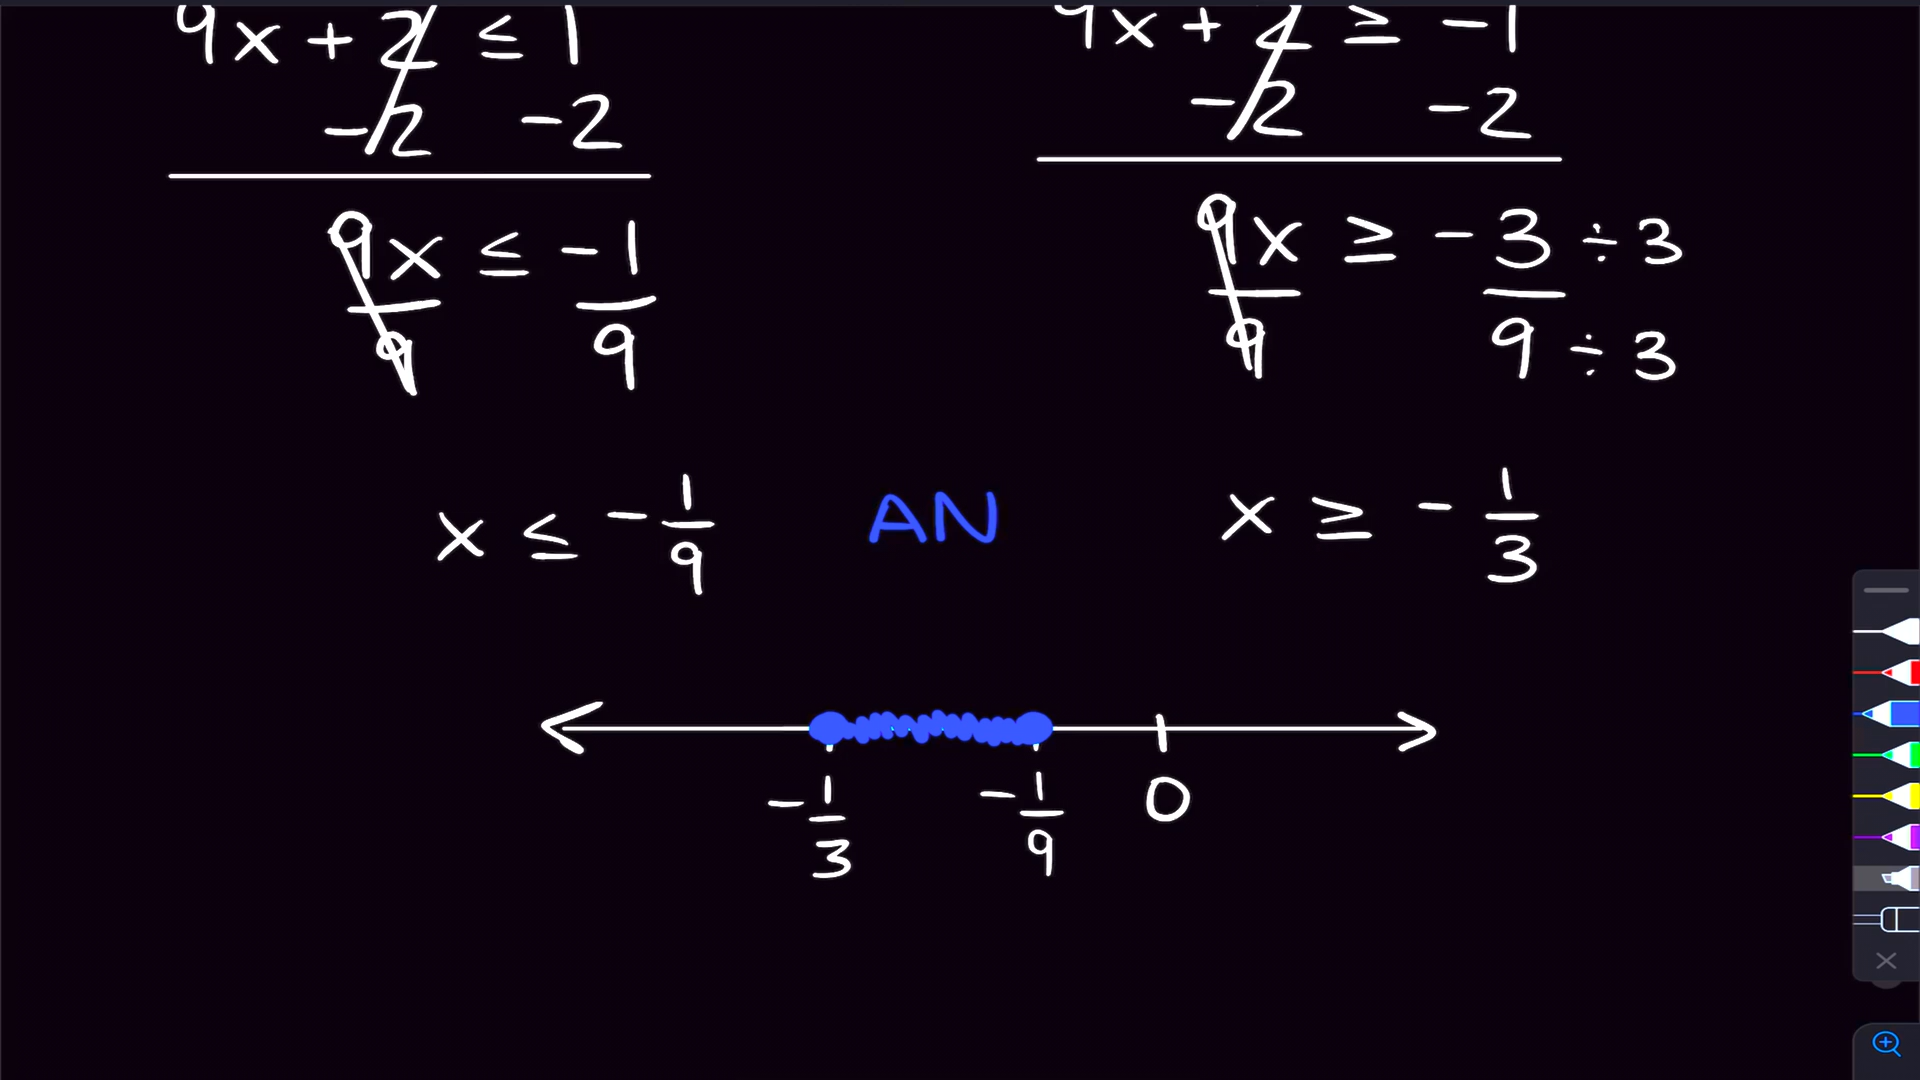 9x + 2 ≤ 1
9x + 2 ≥ -1
-2 -2
-2 -2
9x ≤ -1
9 9
9x ≥ -3 ÷ 3
9 9 ÷ 3
x ≤ - 1/9 AN x ≥ - 1/3
- 1/3 - 1/9 0